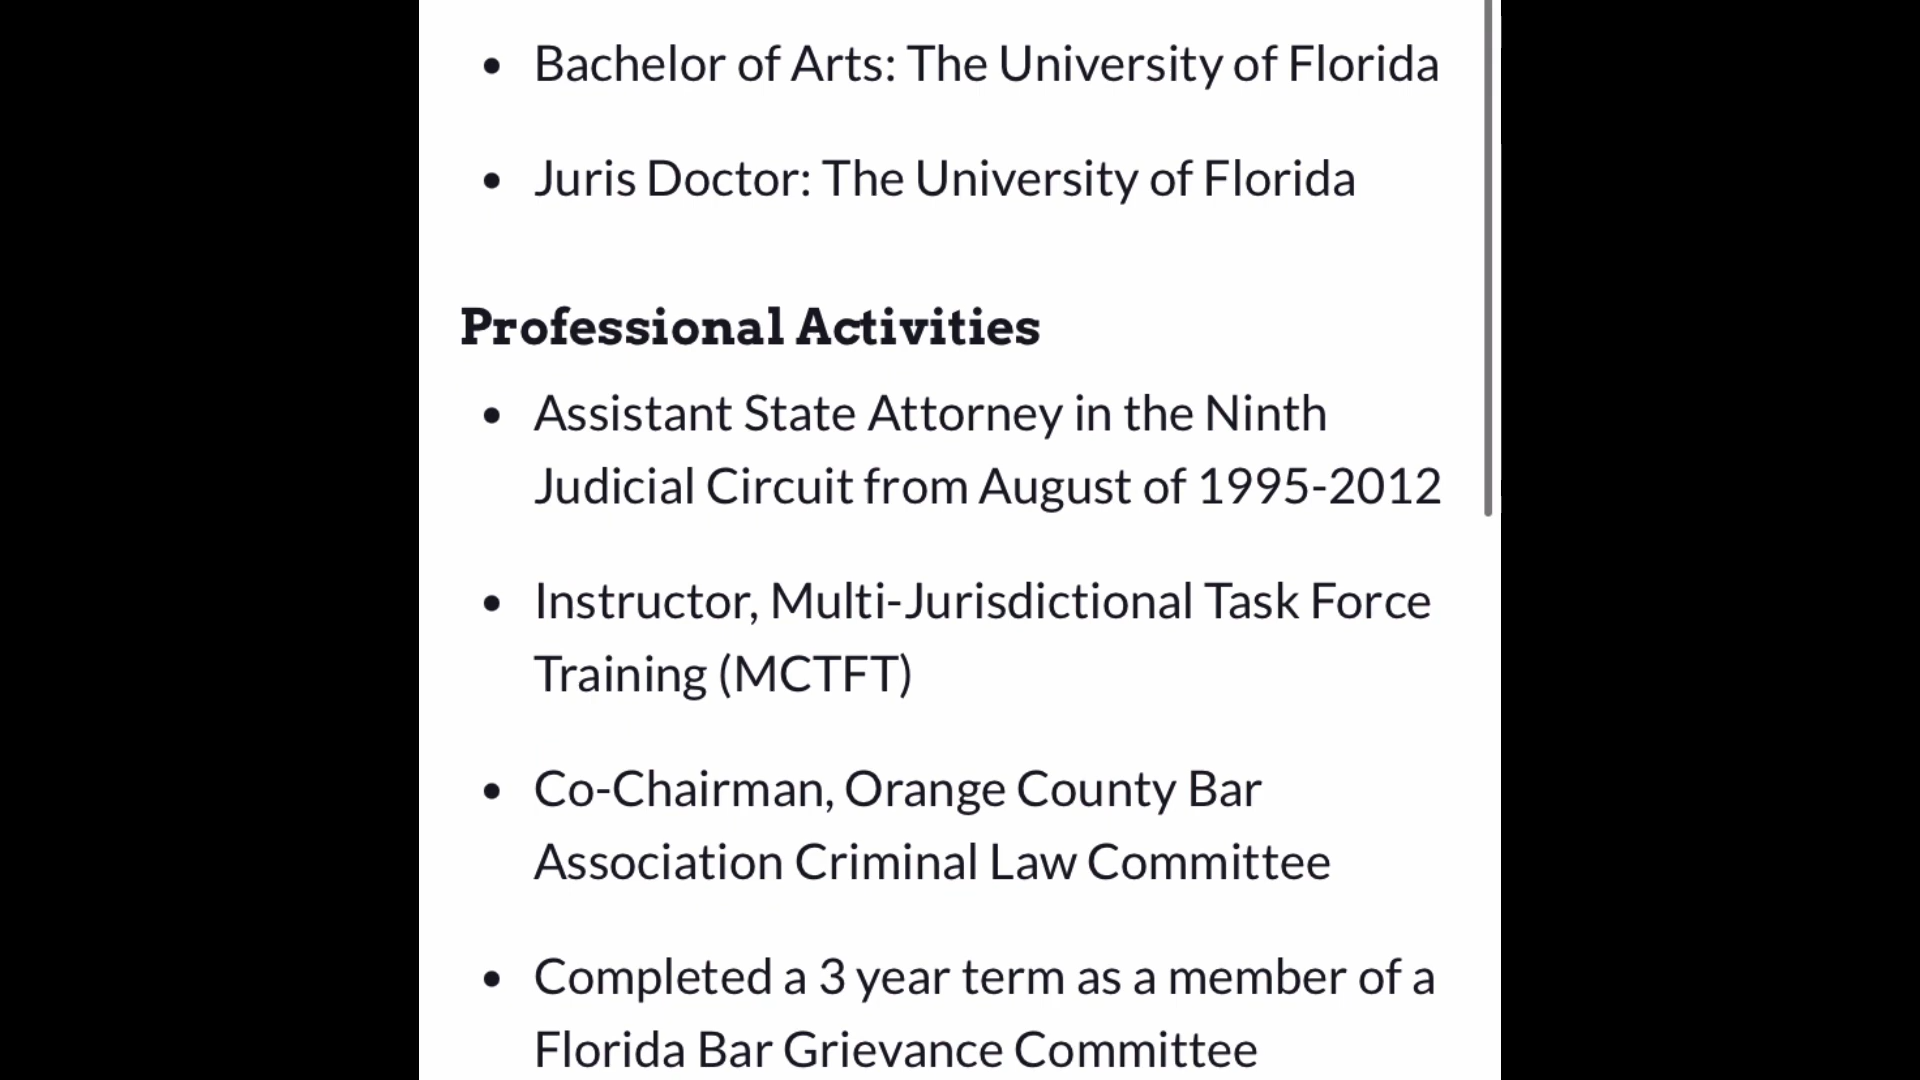 Bachelor of Arts: The University of Florida
Juris Doctor: The University of Florida
Professional Activities
Assistant State Attorney in the Ninth
Judicial Circuit from August of 1995-2012
Instructor, Multi-Jurisdictional Task Force
Training (MCTFT)
Co-Chairman, Orange County Bar
Association Criminal Law Committee
Completed a 3 year term as a member of a
Florida Bar Grievance Committee